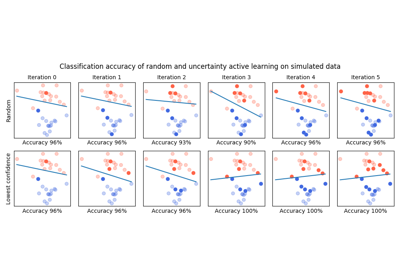 Classification accuracy of random and uncertainty active learning on simulated data
Iteration 0 Iteration 1 Iteration 2 Iteration 3 Iteration 4 Iteration 5
Random
Accuracy 96% Accuracy 96% Accuracy 93% Accuracy 90% Accuracy 96% Accuracy 96%
Lowest confidence
Accuracy 96% Accuracy 96% Accuracy 96% Accuracy 100% Accuracy 100% Accuracy 100%